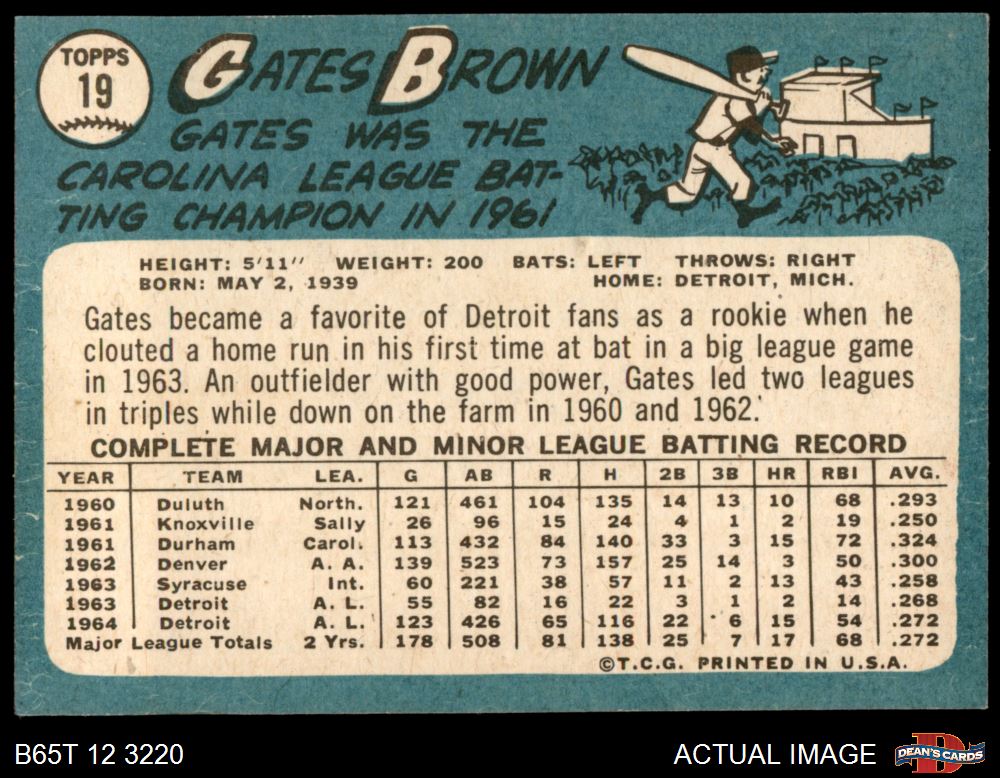 TOPPS
19
GATES BROWN
GATES WAS THE
CAROLINA LEAGUE BAT-
TING CHAMPION IN 1961
HEIGHT: 5'11" WEIGHT: 200 BATS: LEFT THROWS: RIGHT
BORN: MAY 2, 1939 HOME: DETROIT, MICH.
Gates became a favorite of Detroit fans as a rookie when he
clouted a home run in his first time at bat in a big league game
in 1963. An outfielder with good power, Gates led two leagues
in triples while down on the farm in 1960 and 1962.
COMPLETE MAJOR AND MINOR LEAGUE BATTING RECORD
YEAR TEAM LEA. G AB R H 2B 3B HR RBI AVG.
1960 Duluth North. 121 461 104 135 14 13 10 68 .293
1961 Knoxville Sally 26 96 15 24 4 1 2 19 .250
1961 Durham Carol. 113 432 84 140 33 3 15 72 .324
1962 Denver A. A. 139 523 73 157 25 14 3 50 .300
1963 Syracuse Int. 60 221 38 57 11 2 13 43 .258
1963 Detroit A. L. 55 82 16 22 3 1 2 14 .268
1964 Detroit A. L. 123 426 65 116 22 6 15 54 .272
Major League Totals 2 Yrs. 178 508 81 138 25 7 17 68 .272
©T.C.G. PRINTED IN U.S.A.
B65T 12 3220 ACTUAL IMAGE DEAN'S CARDS